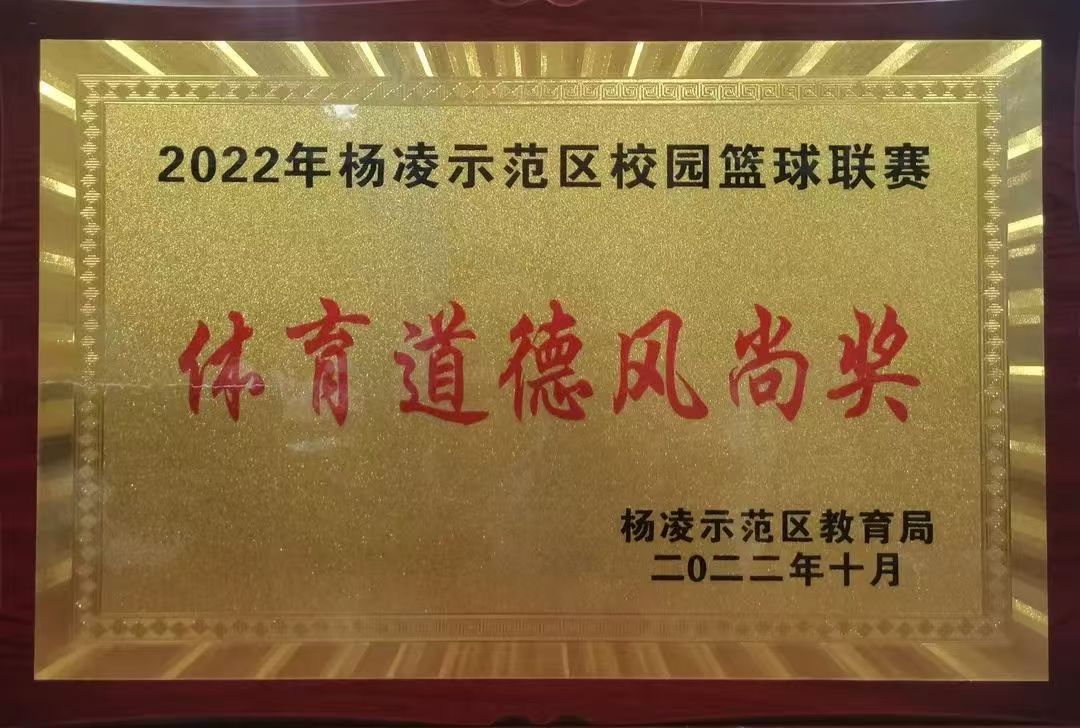 2022年杨凌示范区校园篮球联赛
体育道德风尚奖
杨凌示范区教育局
二0二二年十月